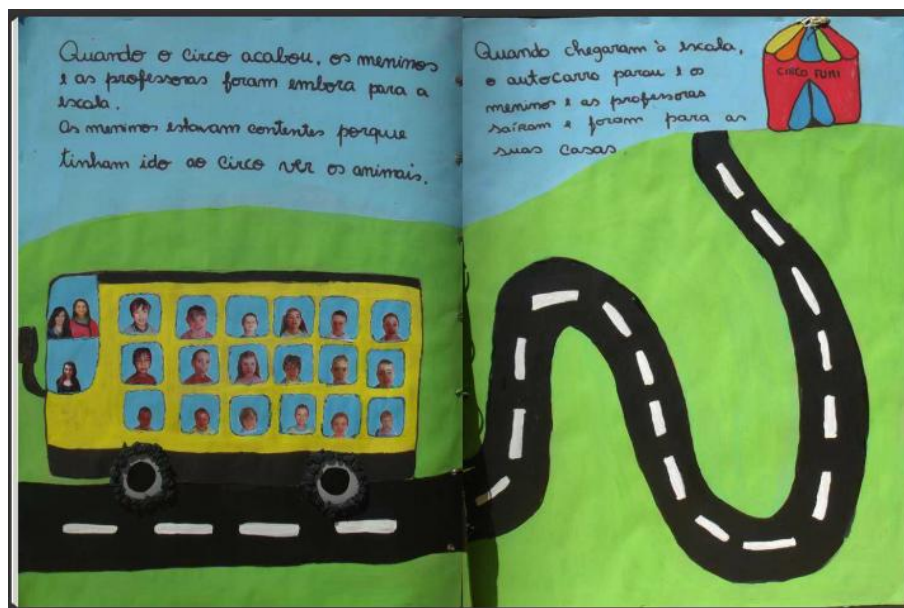 Quando o circo acabou, os meninos
e as professoras foram embora para a
escola.
Os meninos estavam contentes porque
tinham ido ao circo ver os animais.
Quando chegaram à escola,
o autocarro parou e os
meninos e as professoras
saíram e foram para as
suas casas
CIRCO FUNI